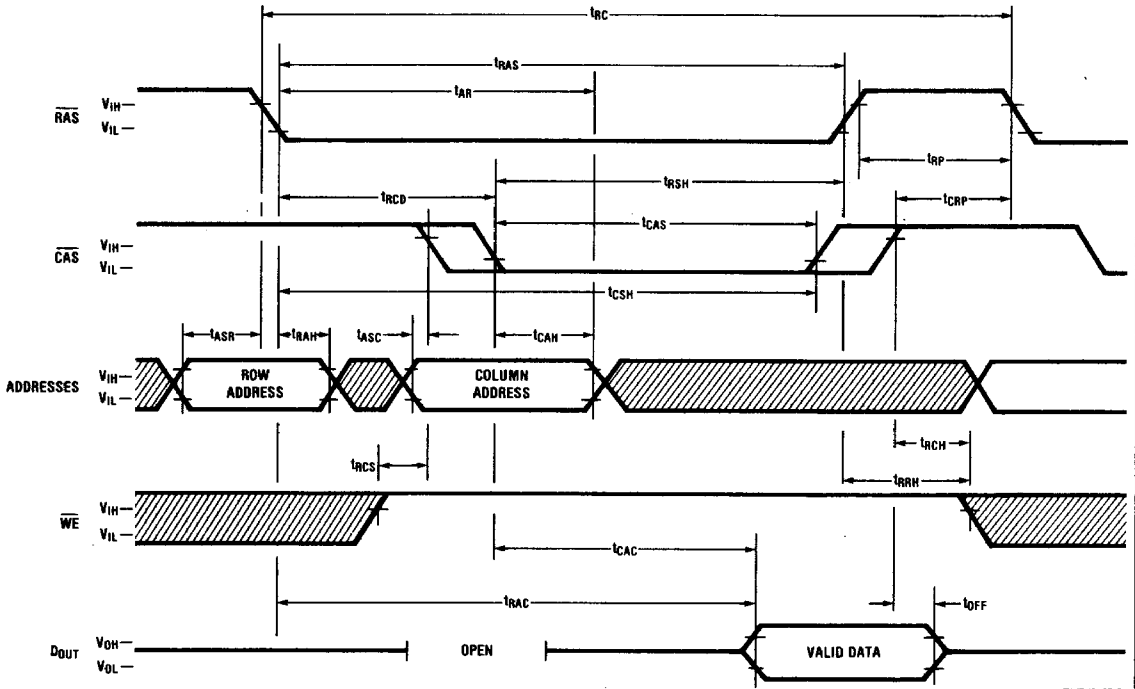 tRC
tRAS
tAR
RAS
VIH
VIL
tRP
tRSH
tRCD
tCRP
tCAS
CAS
VIH
VIL
tCSH
tASR
tRAH
tASC
tCAH
ADDRESSES
VIH
VIL
ROW
ADDRESS
COLUMN
ADDRESS
tRCH
tRCS
tRRH
WE
VIH
VIL
tCAC
tRAC
tOFF
DOUT
VOH
VOL
OPEN
VALID DATA